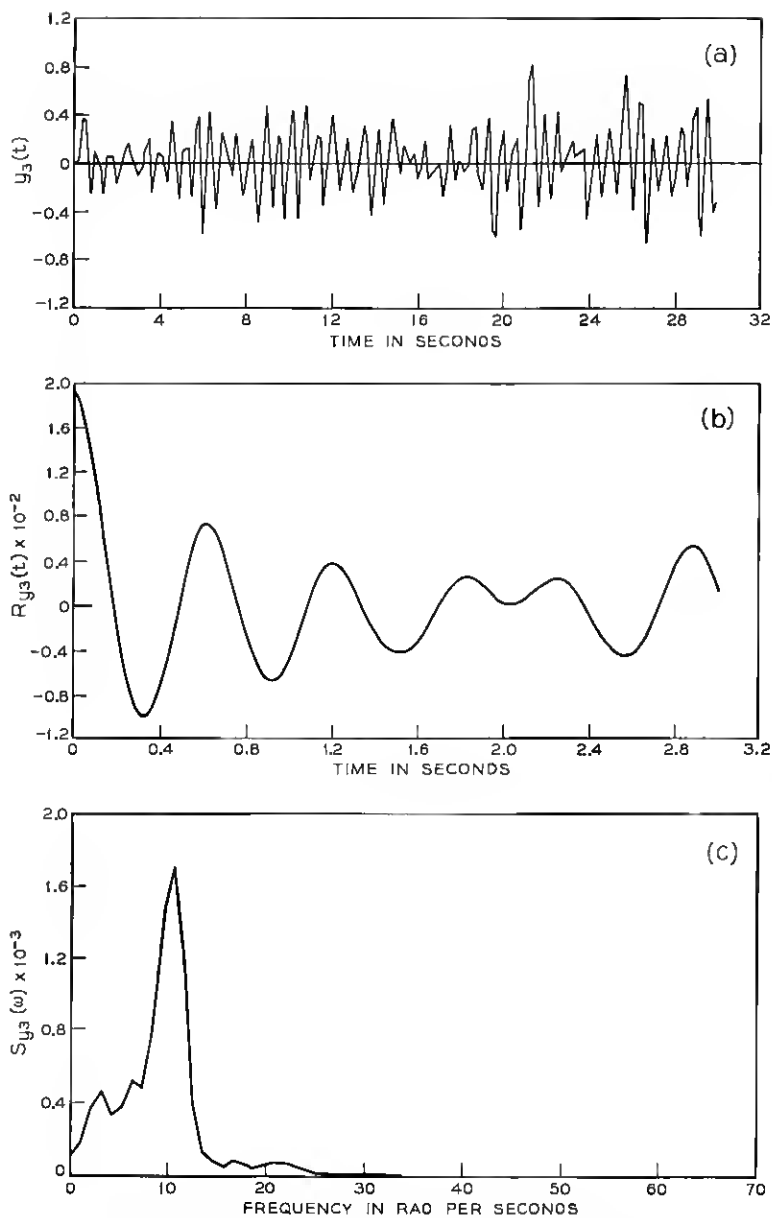 1.2
(a)
0.8
0.4
y3(t)
0
-0.4
-0.8
-1.2
0 4 8 12 16 20 24 28 32
TIME IN SECONDS
2.0
(b)
1.6
1.2
0.8
Ry3(t) x 10-2
0.4
0
-0.4
-0.8
-1.2
0 0.4 0.8 1.2 1.6 2.0 2.4 2.8 3.2
TIME IN SECONDS
2.0
(c)
1.6
1.2
Sy3(ω) x 10-3
0.8
0.4
0
0 10 20 30 40 50 60 70
FREQUENCY IN RAD PER SECONDS